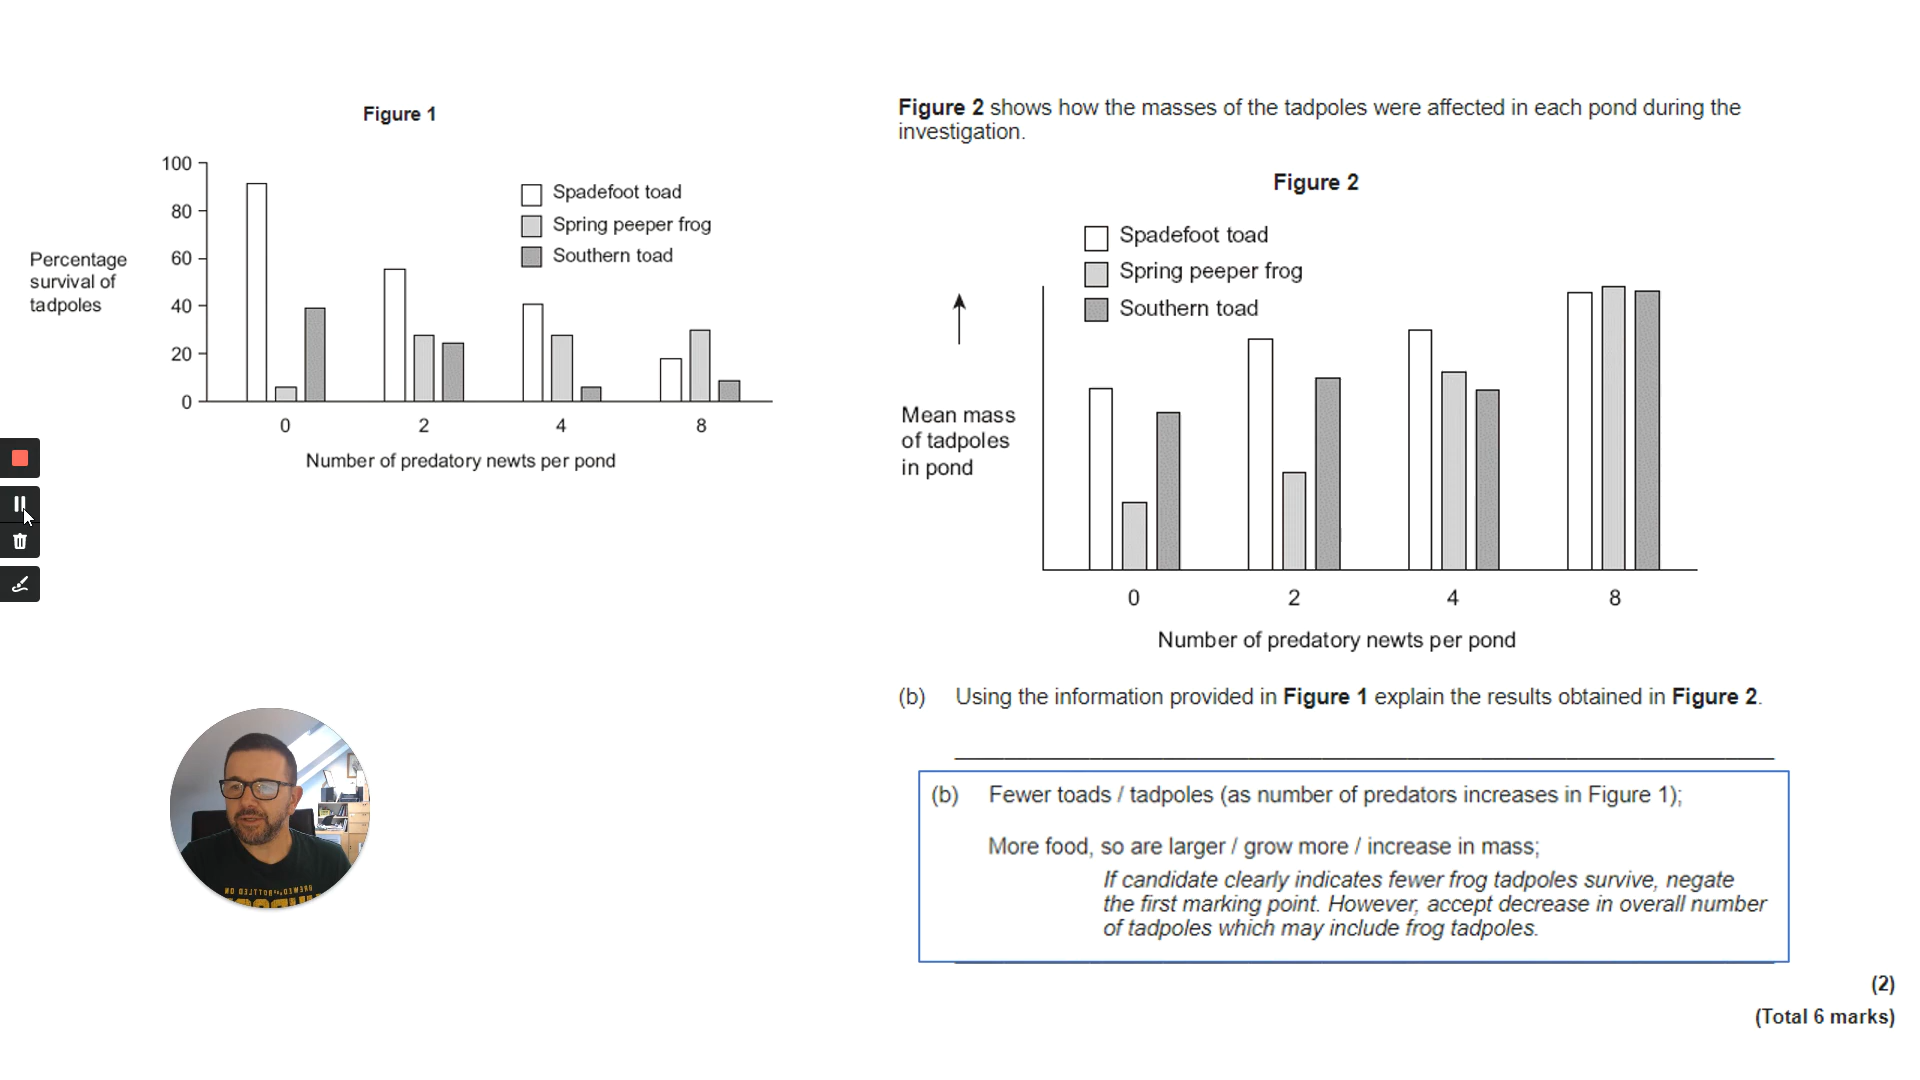 Figure 1
100
80
60
40
20
0
Spadefoot toad
Spring peeper frog
Southern toad
Percentage
survival of
tadpoles
0 2 4 8
Number of predatory newts per pond
Figure 2 shows how the masses of the tadpoles were affected in each pond during the
investigation.
Figure 2
Spadefoot toad
Spring peeper frog
Southern toad
Mean mass
of tadpoles
in pond
0 2 4 8
Number of predatory newts per pond
(b) Using the information provided in Figure 1 explain the results obtained in Figure 2.
(b) Fewer toads / tadpoles (as number of predators increases in Figure 1);
More food, so are larger / grow more / increase in mass;
If candidate clearly indicates fewer frog tadpoles survive, negate
the first marking point. However, accept decrease in overall number
of tadpoles which may include frog tadpoles.
(2)
(Total 6 marks)